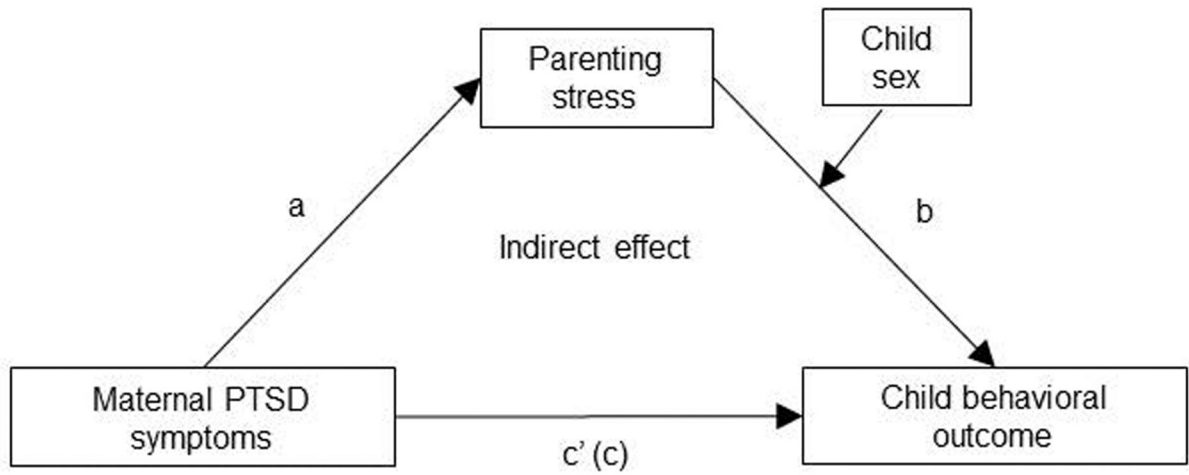 Parenting
stress
Child
sex
a
b
Indirect effect
Maternal PTSD
symptoms
Child behavioral
outcome
c’ (c)